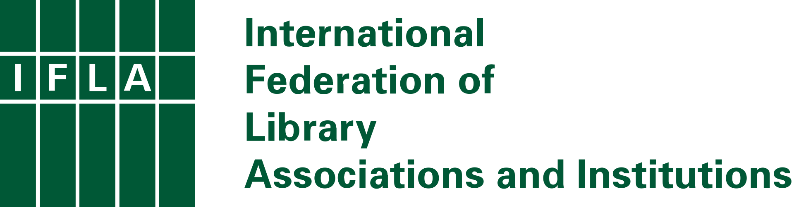 IFLA
International
Federation of
Library
Associations and Institutions